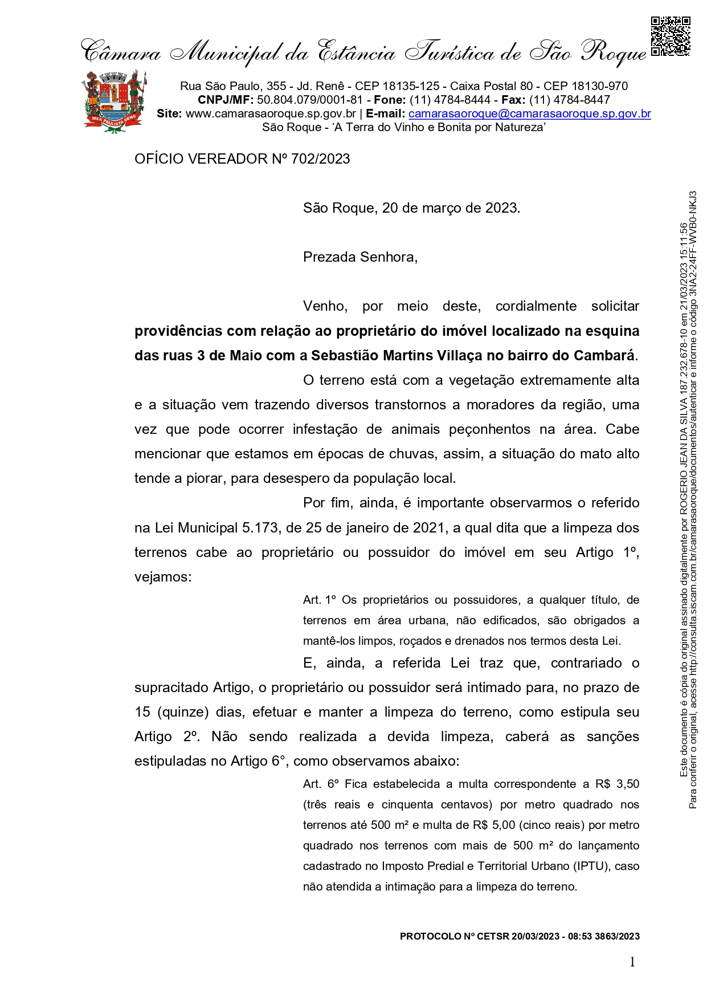 Câmara Municipal da Estância Turística de São Roque
MEA PAULISTA GENS
Rua São Paulo, 355 - Jd. Renê - CEP 18135-125 - Caixa Postal 80 - CEP 18130-970
CNPJ/MF: 50.804.079/0001-81 - Fone: (11) 4784-8444 - Fax: (11) 4784-8447
Site: www.camarasaoroque.sp.gov.br | E-mail: camarasaoroque@camarasaoroque.sp.gov.br
São Roque - ‘A Terra do Vinho e Bonita por Natureza’
OFÍCIO VEREADOR Nº 702/2023
São Roque, 20 de março de 2023.
Prezada Senhora,
Venho, por meio deste, cordialmente solicitar
providências com relação ao proprietário do imóvel localizado na esquina
das ruas 3 de Maio com a Sebastião Martins Villaça no bairro do Cambará.
O terreno está com a vegetação extremamente alta
e a situação vem trazendo diversos transtornos a moradores da região, uma
vez que pode ocorrer infestação de animais peçonhentos na área. Cabe
mencionar que estamos em épocas de chuvas, assim, a situação do mato alto
tende a piorar, para desespero da população local.
Por fim, ainda, é importante observarmos o referido
na Lei Municipal 5.173, de 25 de janeiro de 2021, a qual dita que a limpeza dos
terrenos cabe ao proprietário ou possuidor do imóvel em seu Artigo 1º,
vejamos:
Art. 1º Os proprietários ou possuidores, a qualquer título, de
terrenos em área urbana, não edificados, são obrigados a
mantê-los limpos, roçados e drenados nos termos desta Lei.
E, ainda, a referida Lei traz que, contrariado o
supracitado Artigo, o proprietário ou possuidor será intimado para, no prazo de
15 (quinze) dias, efetuar e manter a limpeza do terreno, como estipula seu
Artigo 2º. Não sendo realizada a devida limpeza, caberá as sanções
estipuladas no Artigo 6°, como observamos abaixo:
Art. 6º Fica estabelecida a multa correspondente a R$ 3,50
(três reais e cinquenta centavos) por metro quadrado nos
terrenos até 500 m² e multa de R$ 5,00 (cinco reais) por metro
quadrado nos terrenos com mais de 500 m² do lançamento
cadastrado no Imposto Predial e Territorial Urbano (IPTU), caso
não atendida a intimação para a limpeza do terreno.
PROTOCOLO Nº CETSR 20/03/2023 - 08:53 3863/2023
1
Este documento é cópia do original assinado digitalmente por ROGERIO JEAN DA SILVA 187.232.678-10 em 21/03/2023 15:11:56
Para conferir o original, acesse http://consulta.siscam.com.br/camarasaoroque/documentos/autenticar e informe o código 3NA2-24FF-WVB0-NKJ3